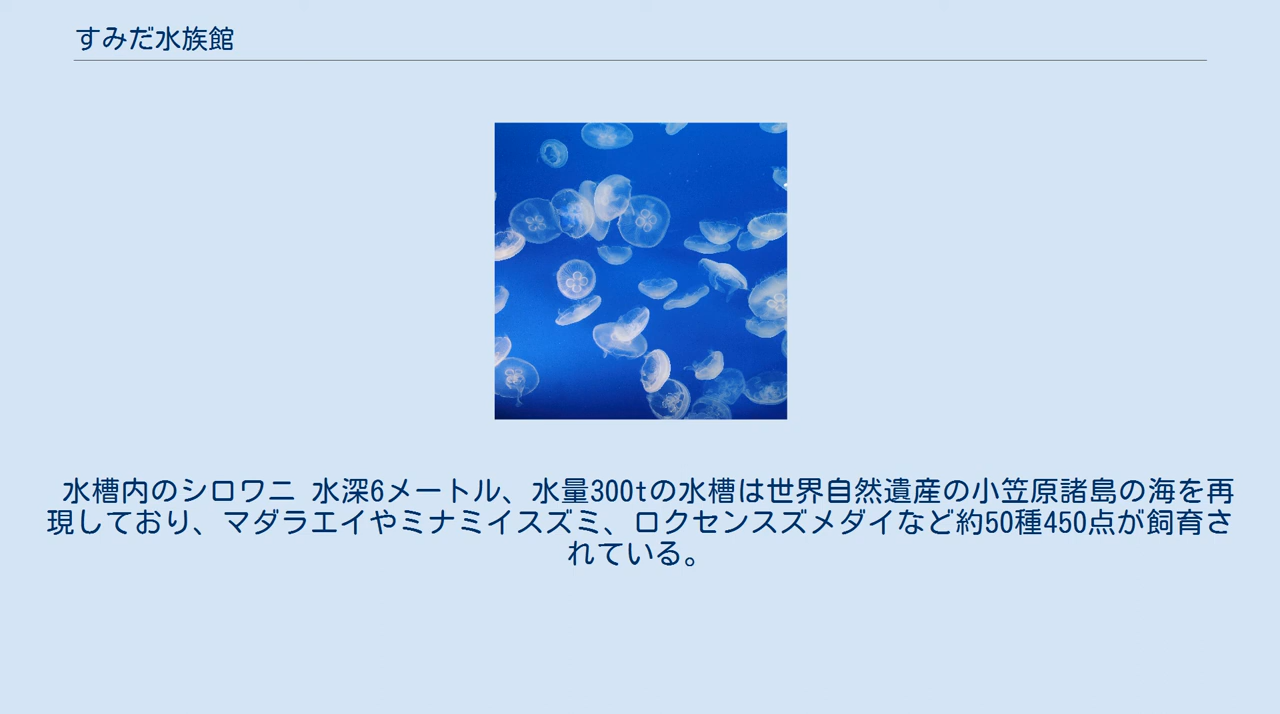 すみだ水族館
水槽内のシロワニ 水深6メートル、水量300tの水槽は世界自然遺産の小笠原諸島の海を再
現しており、マダラエイやミナミイスズミ、ロクセンスズメダイなど約50種450点が飼育さ
れている。